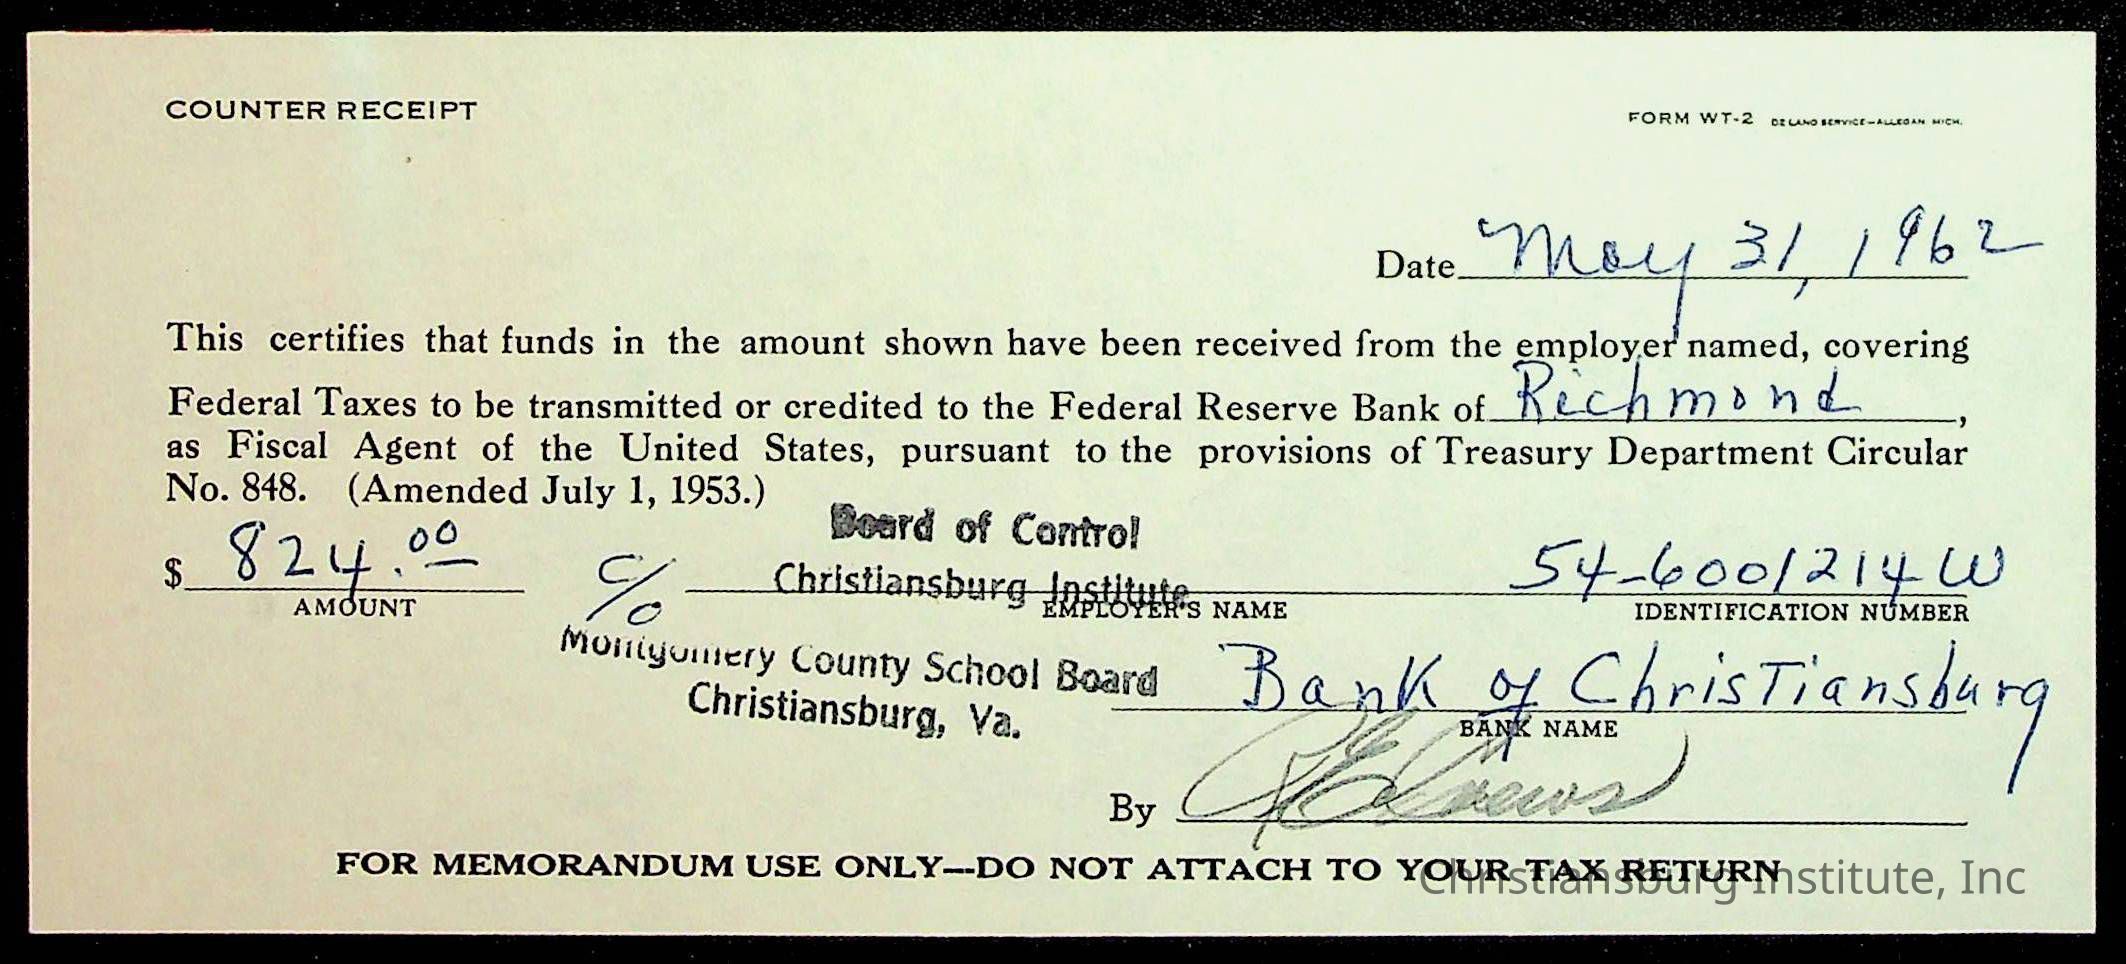 COUNTER RECEIPT
FORM WT-2 DE LANO SERVICE—ALLEGAN, MICH.
Date May 31, 1962
This certifies that funds in the amount shown have been received from the employer named, covering
Federal Taxes to be transmitted or credited to the Federal Reserve Bank of Richmond,
as Fiscal Agent of the United States, pursuant to the provisions of Treasury Department Circular
No. 848. (Amended July 1, 1953.)
Board of Control
$ 824.00 c/o Christiansburg Institute 54-6001214W
AMOUNT EMPLOYER'S NAME IDENTIFICATION NUMBER
Montgomery County School Board
Christiansburg, Va.
Bank of Christiansburg
BANK NAME
By
FOR MEMORANDUM USE ONLY—DO NOT ATTACH TO YOUR TAX RETURN
Christiansburg Institute, Inc